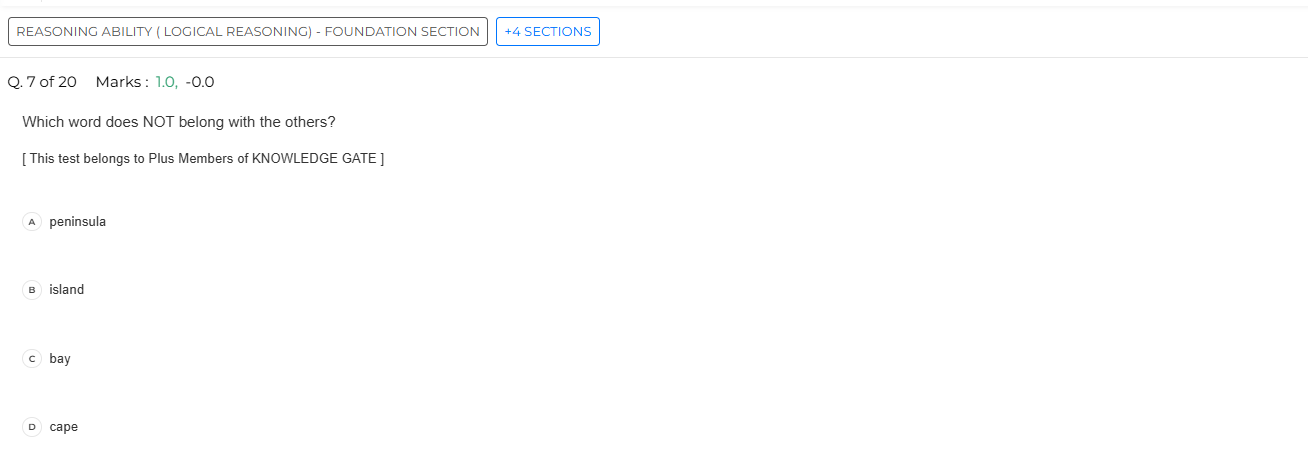 REASONING ABILITY ( LOGICAL REASONING) - FOUNDATION SECTION +4 SECTIONS
Q. 7 of 20 Marks : 1.0, -0.0
Which word does NOT belong with the others?
[ This test belongs to Plus Members of KNOWLEDGE GATE ]
A peninsula
B island
C bay
D cape